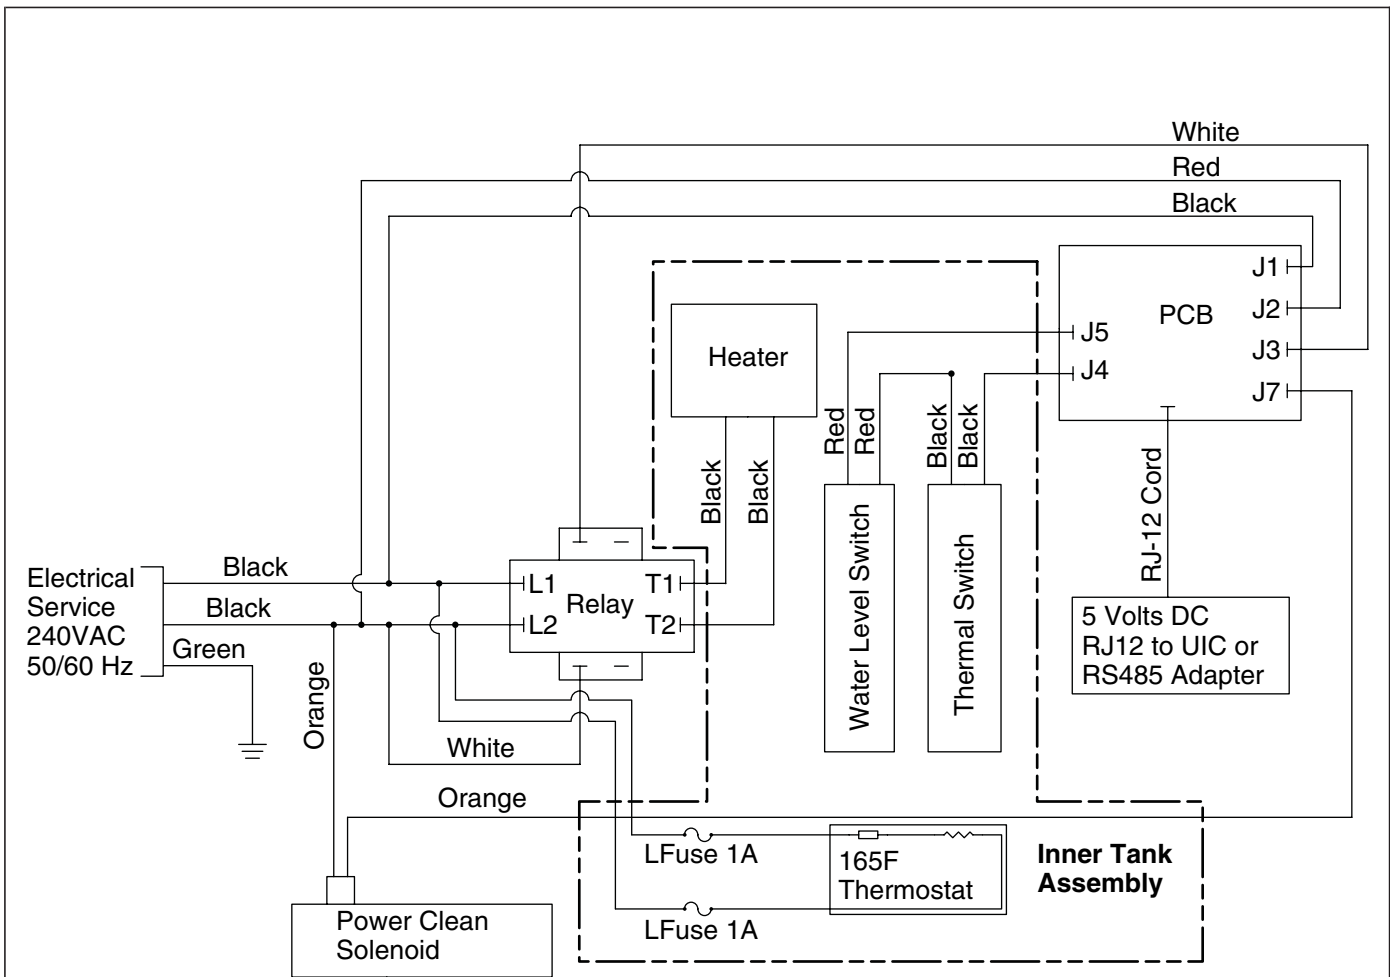 White
Red
Black
J1
J2
PCB
J5
J3
J4
J7
Heater
Red
Red
Black
Black
Black
Black
RJ-12 Cord
Water Level Switch
Thermal Switch
5 Volts DC
RJ12 to UIC or
RS485 Adapter
Electrical
Service
240VAC
50/60 Hz
Black
Black
Green
L1
T1
Relay
L2
T2
Orange
White
Orange
LFuse 1A
165F
Thermostat
LFuse 1A
Inner Tank
Assembly
Power Clean
Solenoid